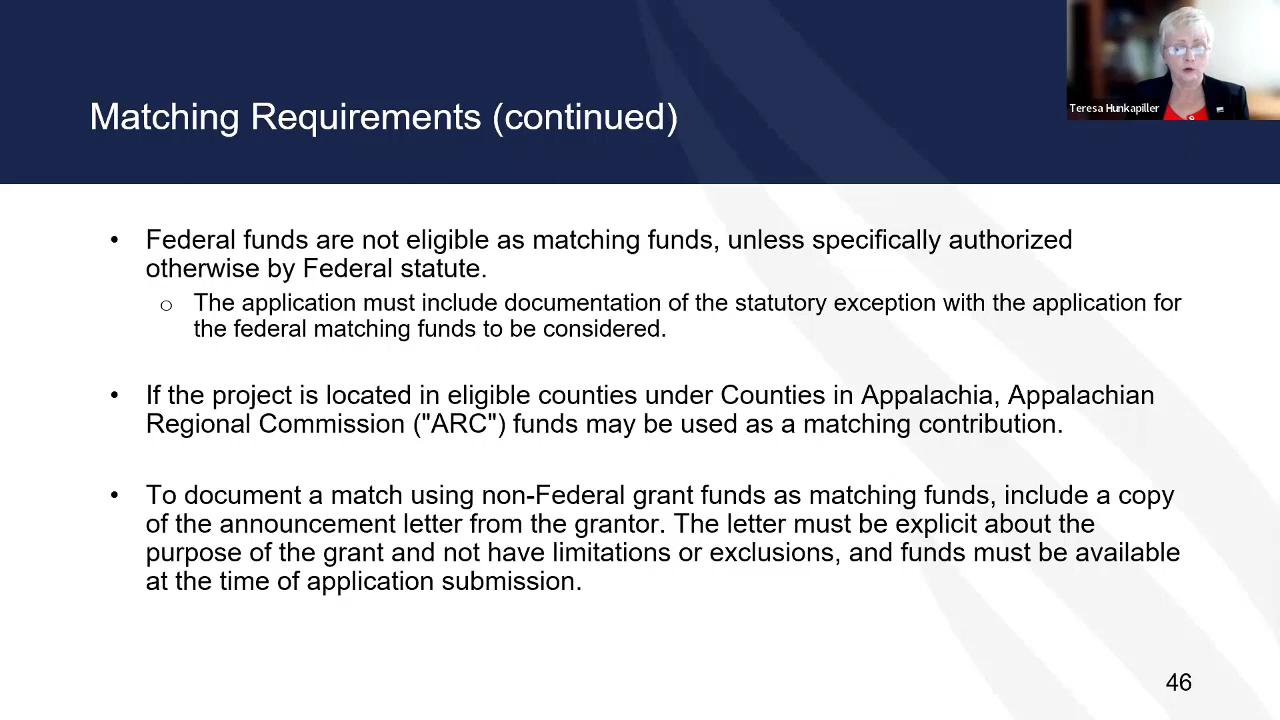 Matching Requirements (continued)
Teresa Hunkapiller
• Federal funds are not eligible as matching funds, unless specifically authorized
otherwise by Federal statute.
o The application must include documentation of the statutory exception with the application for
the federal matching funds to be considered.
• If the project is located in eligible counties under Counties in Appalachia, Appalachian
Regional Commission ("ARC") funds may be used as a matching contribution.
• To document a match using non-Federal grant funds as matching funds, include a copy
of the announcement letter from the grantor. The letter must be explicit about the
purpose of the grant and not have limitations or exclusions, and funds must be available
at the time of application submission.
46